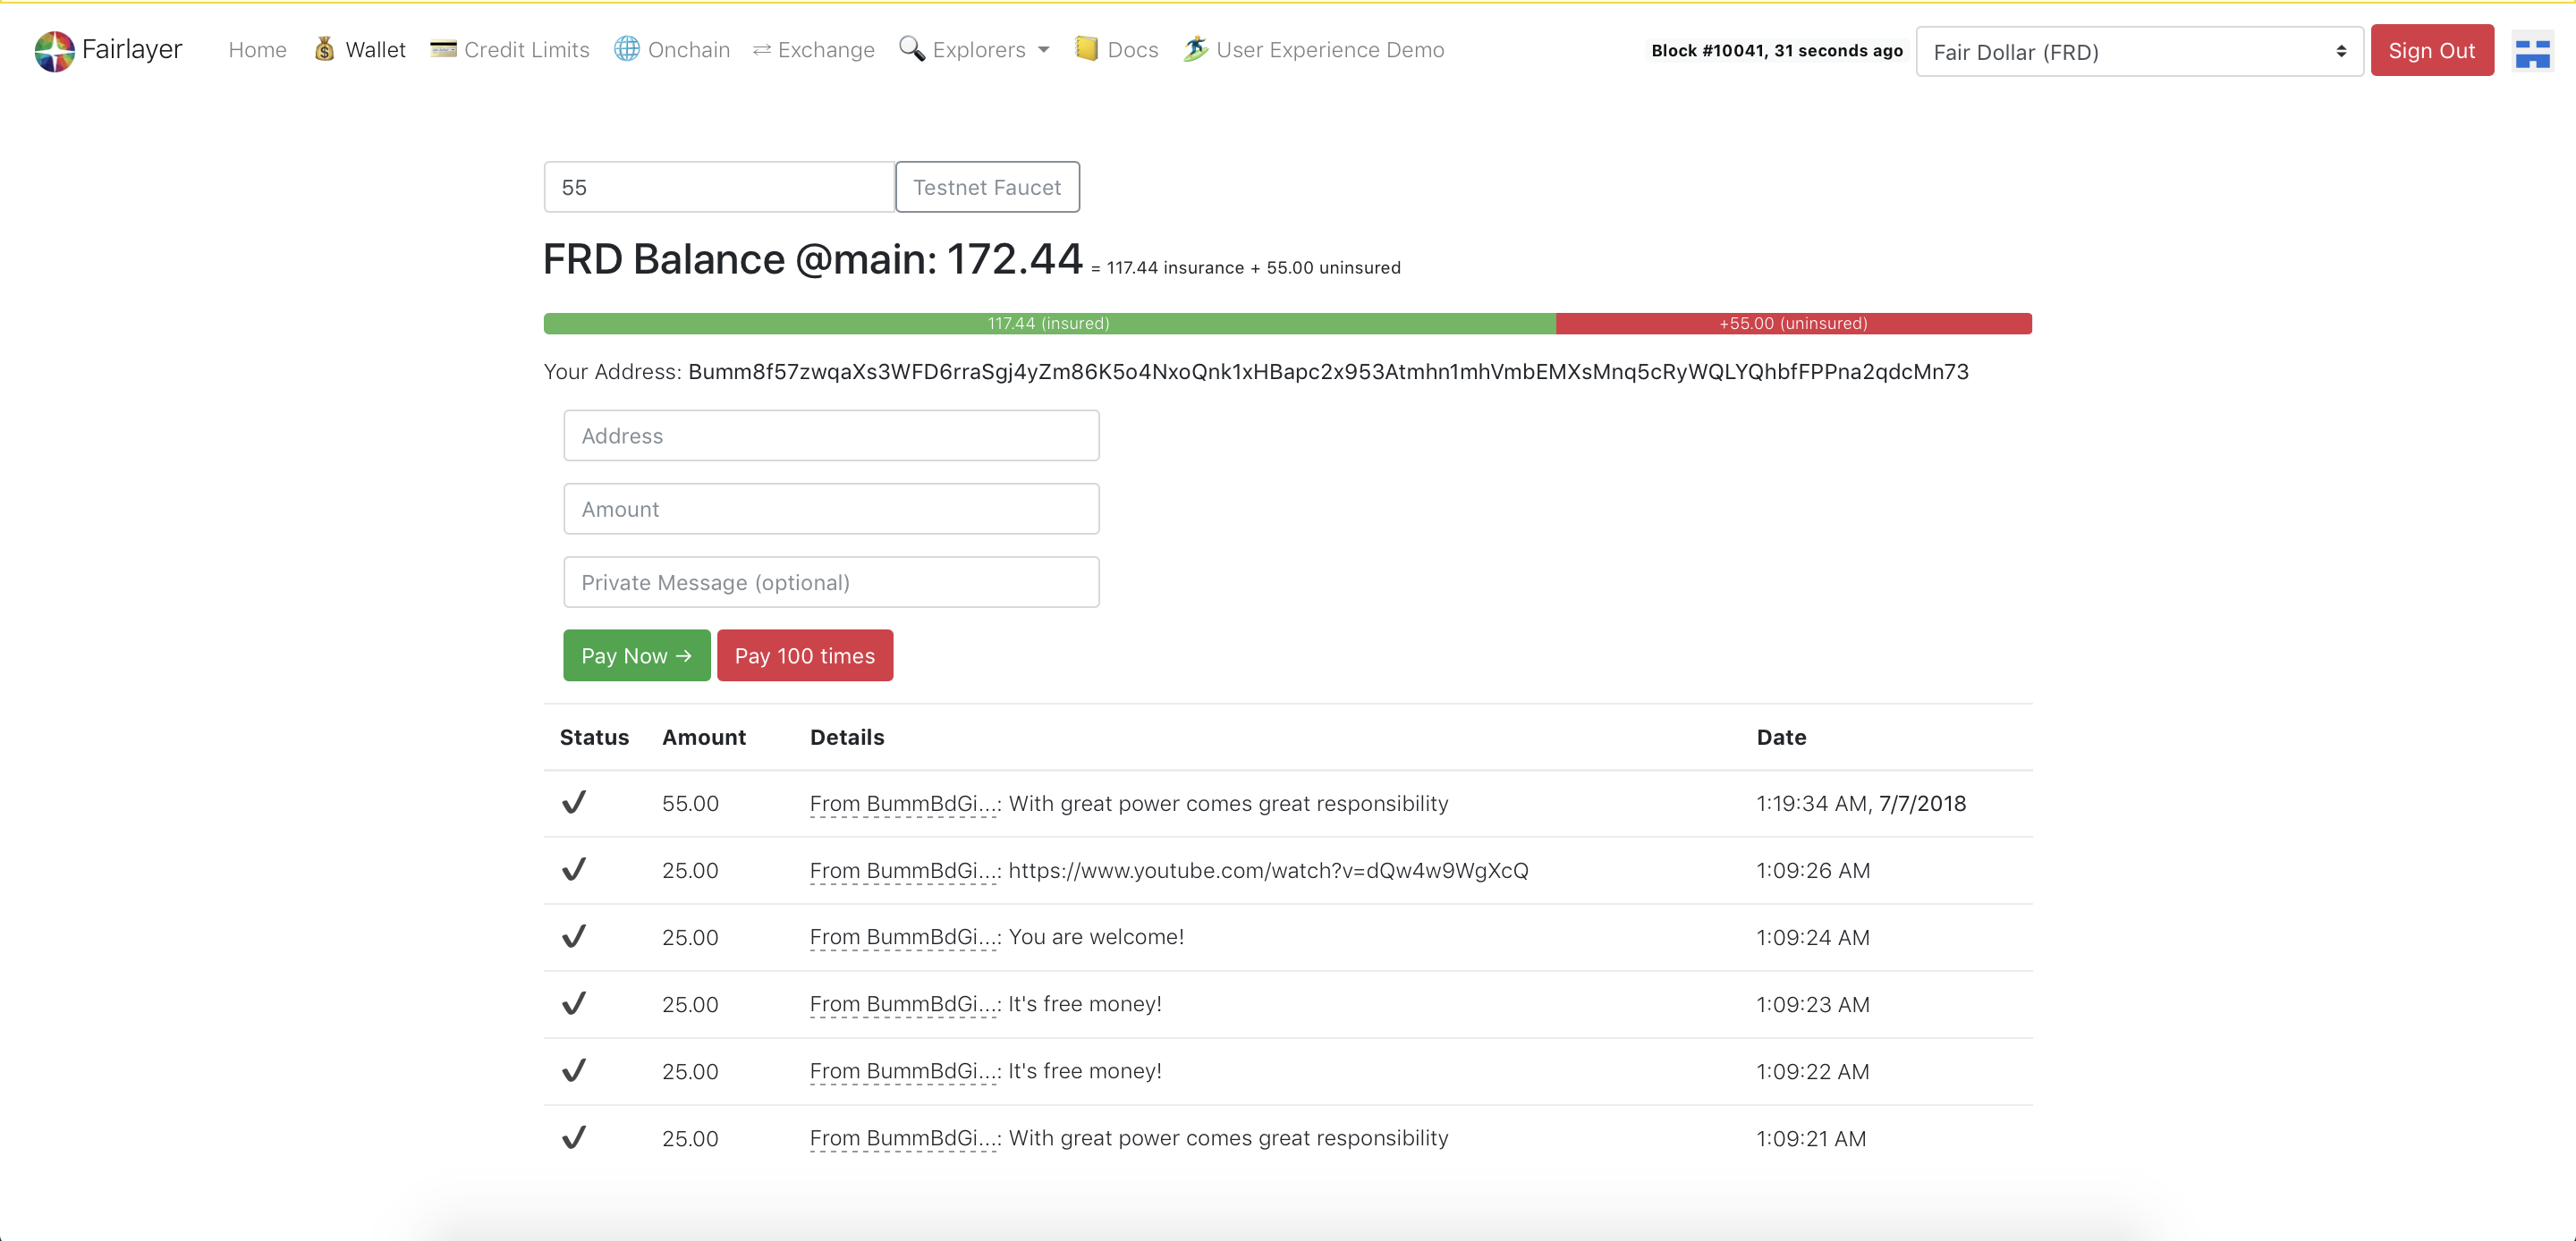 Fairlayer Home Wallet Credit Limits Onchain ⇄ Exchange Explorers Docs User Experience Demo Block #10041, 31 seconds ago Fair Dollar (FRD) Sign Out
55 Testnet Faucet
FRD Balance @main: 172.44 = 117.44 insurance + 55.00 uninsured
117.44 (insured) +55.00 (uninsured)
Your Address: Bumm8f57zwqaXs3WFD6rraSgj4yZm86K5o4NxoQnk1xHBapc2x953Atmhn1mhVmbEMXsMnq5cRyWQLYQhbfFPPna2qdcMn73
Address
Amount
Private Message (optional)
Pay Now → Pay 100 times
Status Amount Details Date
✔ 55.00 From BummBdGi...: With great power comes great responsibility 1:19:34 AM, 7/7/2018
✔ 25.00 From BummBdGi...: https://www.youtube.com/watch?v=dQw4w9WgXcQ 1:09:26 AM
✔ 25.00 From BummBdGi...: You are welcome! 1:09:24 AM
✔ 25.00 From BummBdGi...: It's free money! 1:09:23 AM
✔ 25.00 From BummBdGi...: It's free money! 1:09:22 AM
✔ 25.00 From BummBdGi...: With great power comes great responsibility 1:09:21 AM